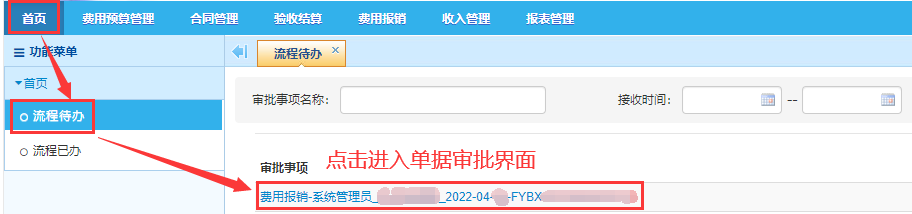 首页 费用预算管理 合同管理 验收结算 费用报销 收入管理 报表管理
功能菜单
流程待办
首页
审批事项名称： 接收时间： --
流程待办
流程已办
审批事项 点击进入单据审批界面
费用报销-系统管理员_ _2022-04- -FYBX